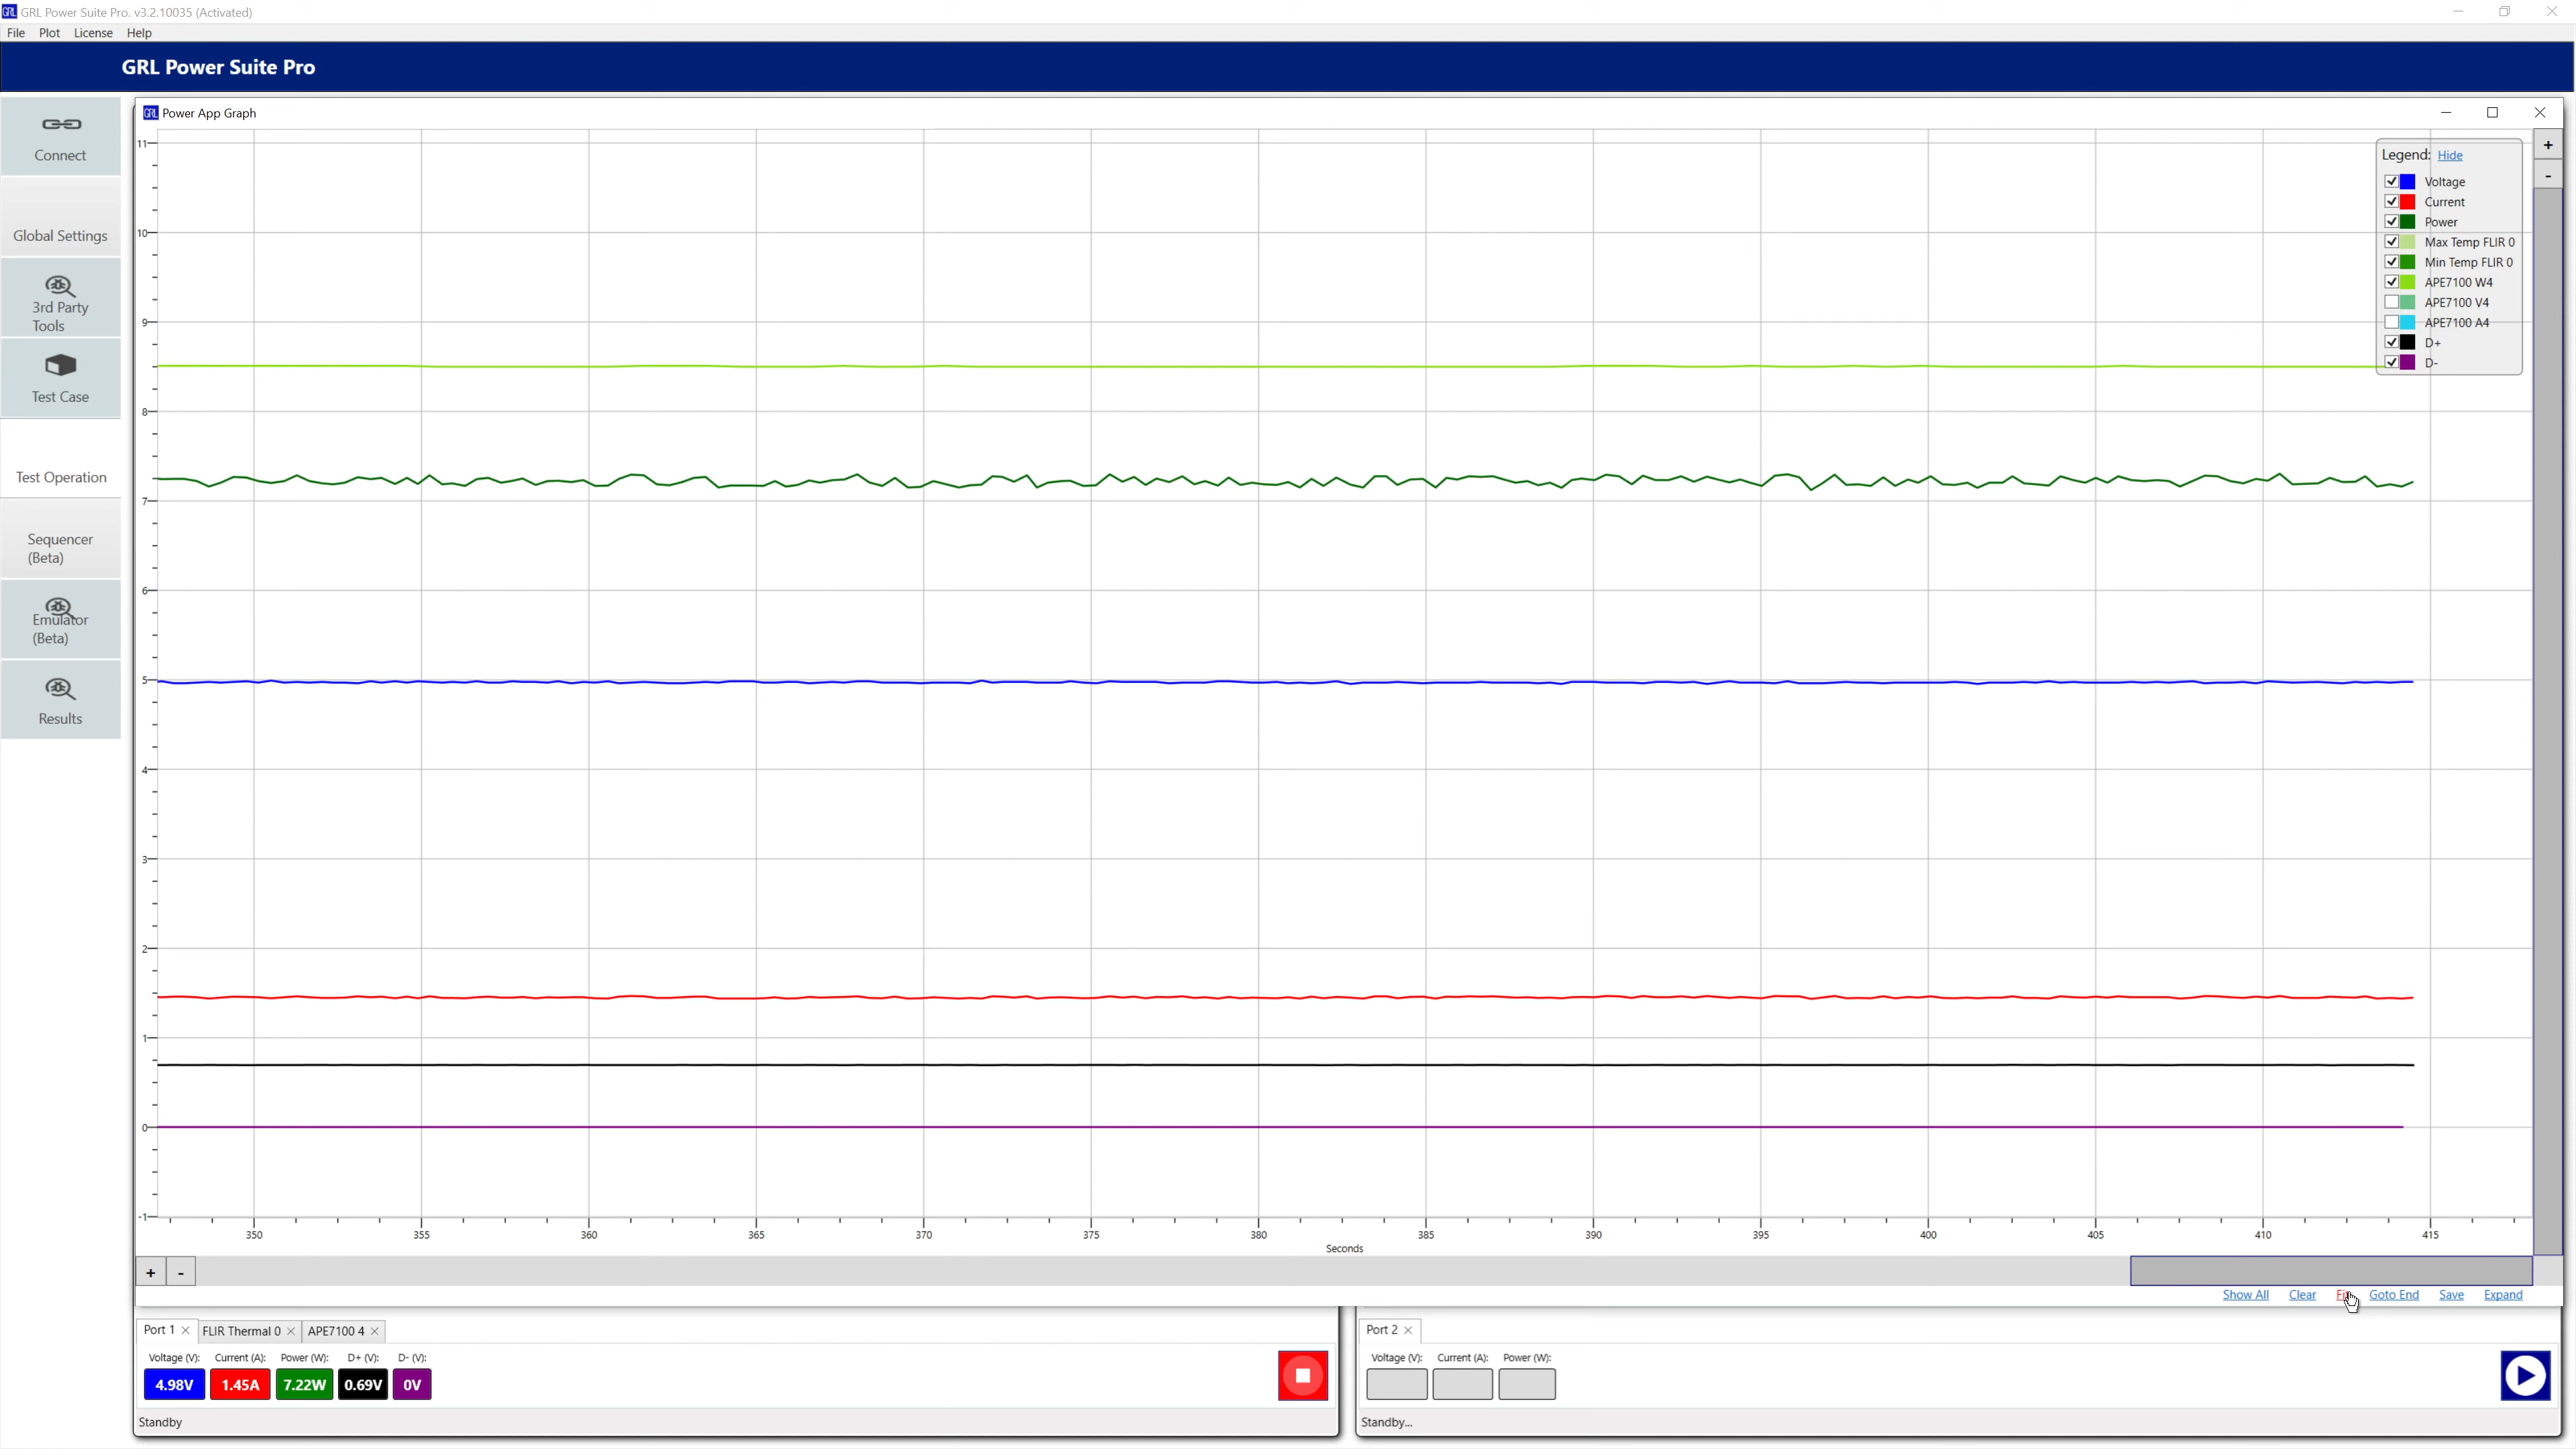 GRL Power Suite Pro. v3.2.10035 (Activated)
File Plot License Help
GRL Power Suite Pro
Connect
Global Settings
3rd Party
Tools
Test Case
Test Operation
Sequencer
(Beta)
Emulator
(Beta)
Results
GRL Power App Graph
Legend: Hide
Voltage
Current
Power
Max Temp FLIR 0
Min Temp FLIR 0
APE7100 W4
APE7100 V4
APE7100 A4
D+
D-
+
-
11
10
9
8
7
6
5
4
3
2
1
0
-1
350 355 360 365 370 375 380 385 390 395 400 405 410 415
Seconds
+ -
Show All Clear Goto End Save Expand
Port 1 FLIR Thermal 0 APE7100 4
Voltage (V): Current (A): Power (W): D+ (V): D- (V):
4.98V 1.45A 7.22W 0.69V 0V
Standby
Port 2
Voltage (V): Current (A): Power (W):
Standby...